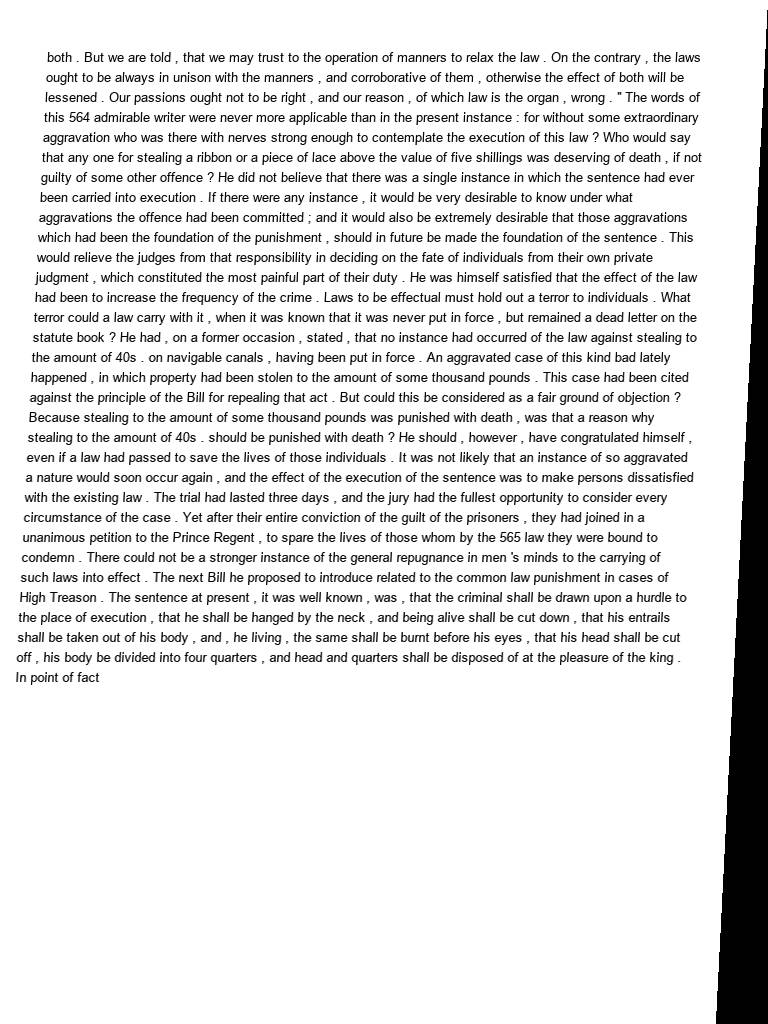 both . But we are told , that we may trust to the operation of manners to relax the law . On the contrary , the laws
ought to be always in unison with the manners , and corroborative of them , otherwise the effect of both will be
lessened . Our passions ought not to be right , and our reason , of which law is the organ , wrong . " The words of
this 564 admirable writer were never more applicable than in the present instance : for without some extraordinary
aggravation who was there with nerves strong enough to contemplate the execution of this law ? Who would say
that any one for stealing a ribbon or a piece of lace above the value of five shillings was deserving of death , if not
guilty of some other offence ? He did not believe that there was a single instance in which the sentence had ever
been carried into execution . If there were any instance , it would be very desirable to know under what
aggravations the offence had been committed ; and it would also be extremely desirable that those aggravations
which had been the foundation of the punishment , should in future be made the foundation of the sentence . This
would relieve the judges from that responsibility in deciding on the fate of individuals from their own private
judgment , which constituted the most painful part of their duty . He was himself satisfied that the effect of the law
had been to increase the frequency of the crime . Laws to be effectual must hold out a terror to individuals . What
terror could a law carry with it , when it was known that it was never put in force , but remained a dead letter on the
statute book ? He had , on a former occasion , stated , that no instance had occurred of the law against stealing to
the amount of 40s . on navigable canals , having been put in force . An aggravated case of this kind bad lately
happened , in which property had been stolen to the amount of some thousand pounds . This case had been cited
against the principle of the Bill for repealing that act . But could this be considered as a fair ground of objection ?
Because stealing to the amount of some thousand pounds was punished with death , was that a reason why
stealing to the amount of 40s . should be punished with death ? He should , however , have congratulated himself ,
even if a law had passed to save the lives of those individuals . It was not likely that an instance of so aggravated
a nature would soon occur again , and the effect of the execution of the sentence was to make persons dissatisfied
with the existing law . The trial had lasted three days , and the jury had the fullest opportunity to consider every
circumstance of the case . Yet after their entire conviction of the guilt of the prisoners , they had joined in a
unanimous petition to the Prince Regent , to spare the lives of those whom by the 565 law they were bound to
condemn . There could not be a stronger instance of the general repugnance in men 's minds to the carrying of
such laws into effect . The next Bill he proposed to introduce related to the common law punishment in cases of
High Treason . The sentence at present , it was well known , was , that the criminal shall be drawn upon a hurdle to
the place of execution , that he shall be hanged by the neck , and being alive shall be cut down , that his entrails
shall be taken out of his body , and , he living , the same shall be burnt before his eyes , that his head shall be cut
off , his body be divided into four quarters , and head and quarters shall be disposed of at the pleasure of the king .
In point of fact